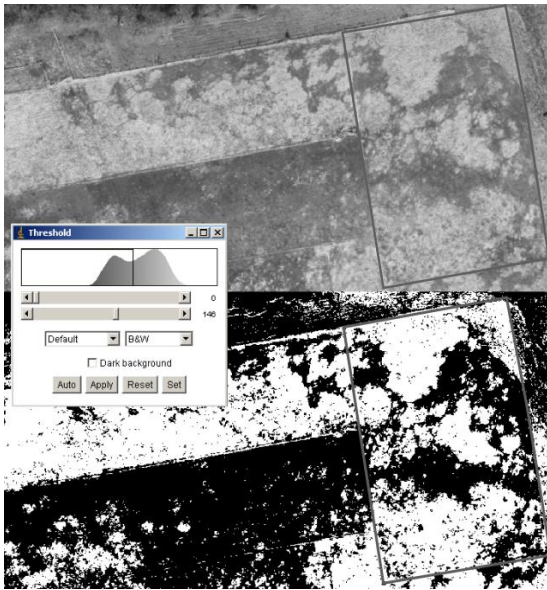 Threshold
0
146
Default B&W
Dark background
Auto Apply Reset Set